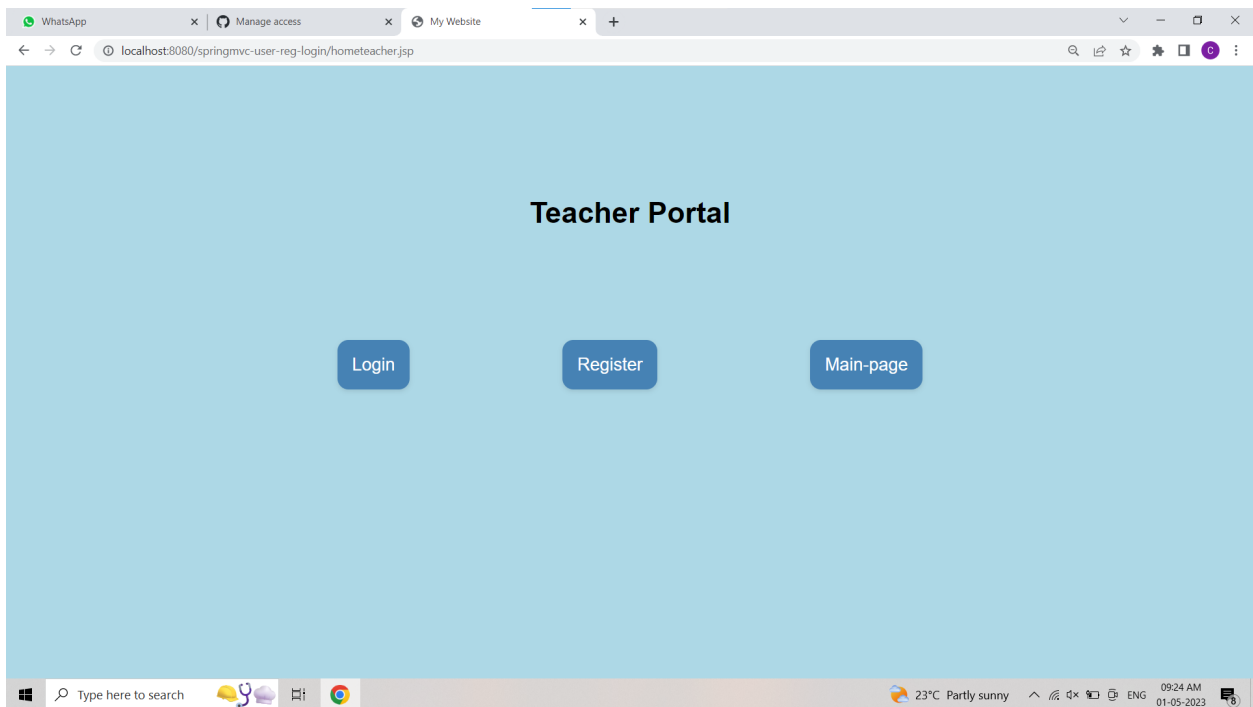 WhatsApp
Manage access
My Website
localhost:8080/springmvc-user-reg-login/hometeacher.jsp
C
Teacher Portal
Login Register Main-page
Type here to search
23°C Partly sunny
ENG
09:24 AM
01-05-2023
8